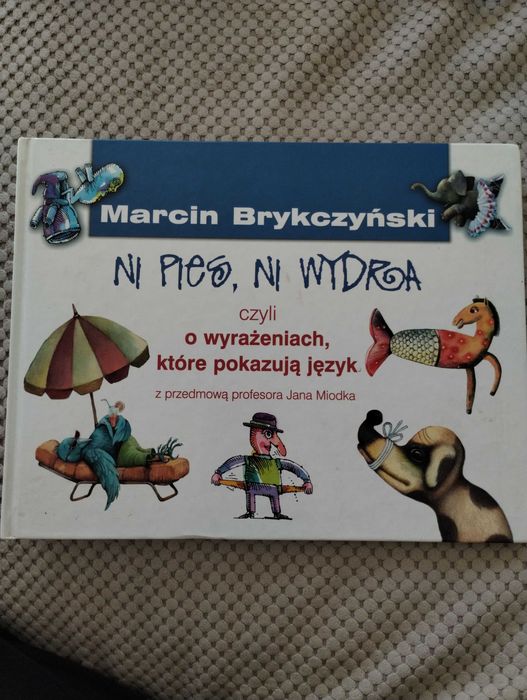 Marcin Brykczyński
NI PIES, NI WYDRA
czyli
o wyrażeniach,
które pokazują język
z przedmową profesora Jana Miodka